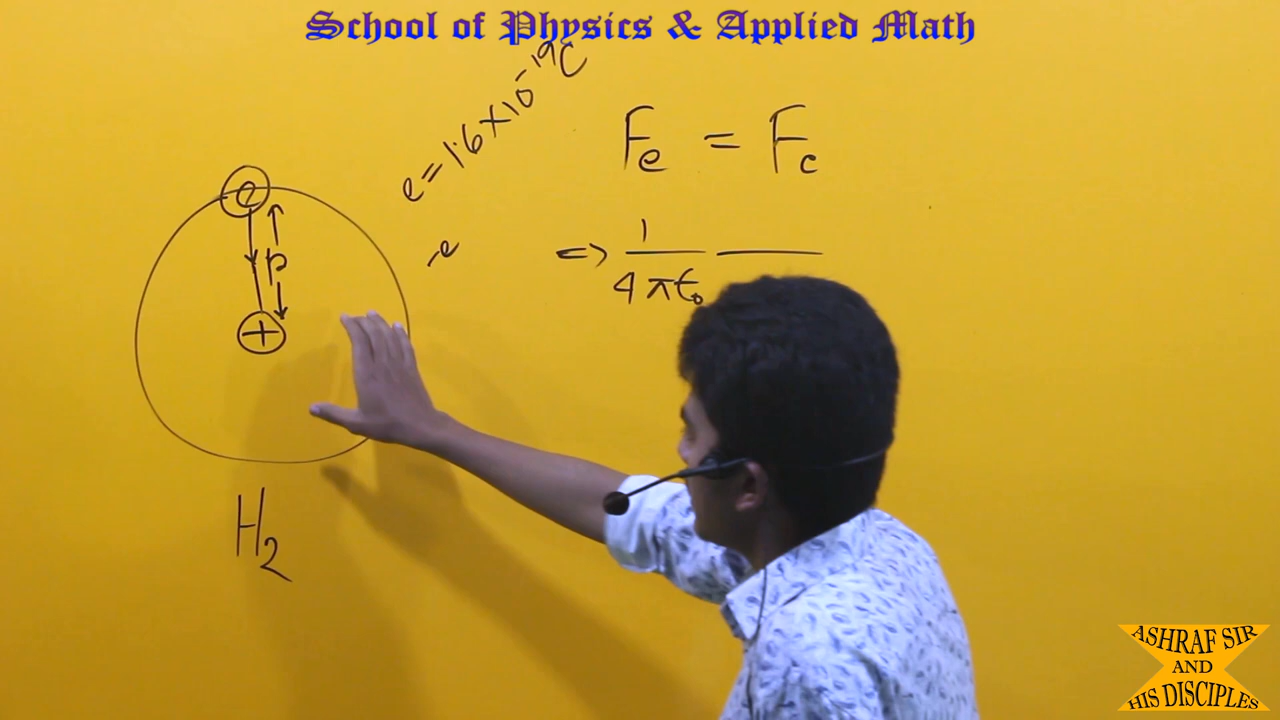 School of Physics & Applied Math
e = 1.6 × 10⁻¹⁹C
-e
Fe = Fc
=> 1
4πϵ₀
e
r
+
H₂
ASHRAF SIR
AND
HIS DISCIPLES